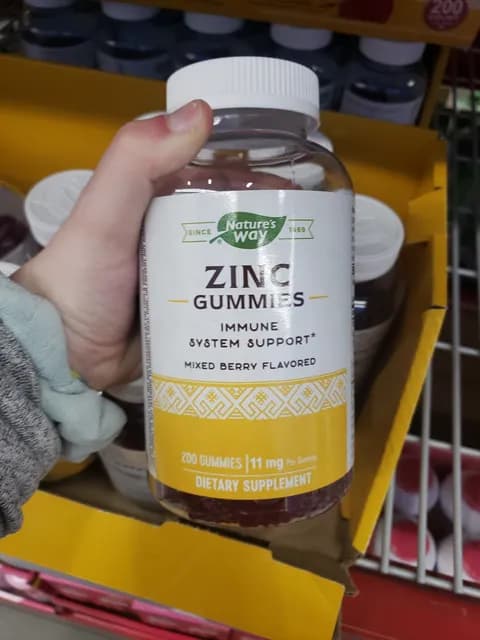 200
SINCE Nature's Way 1969
ZINC
GUMMIES
IMMUNE
SYSTEM SUPPORT*
MIXED BERRY FLAVORED
200 GUMMIES | 11 mg Per Serving
DIETARY SUPPLEMENT